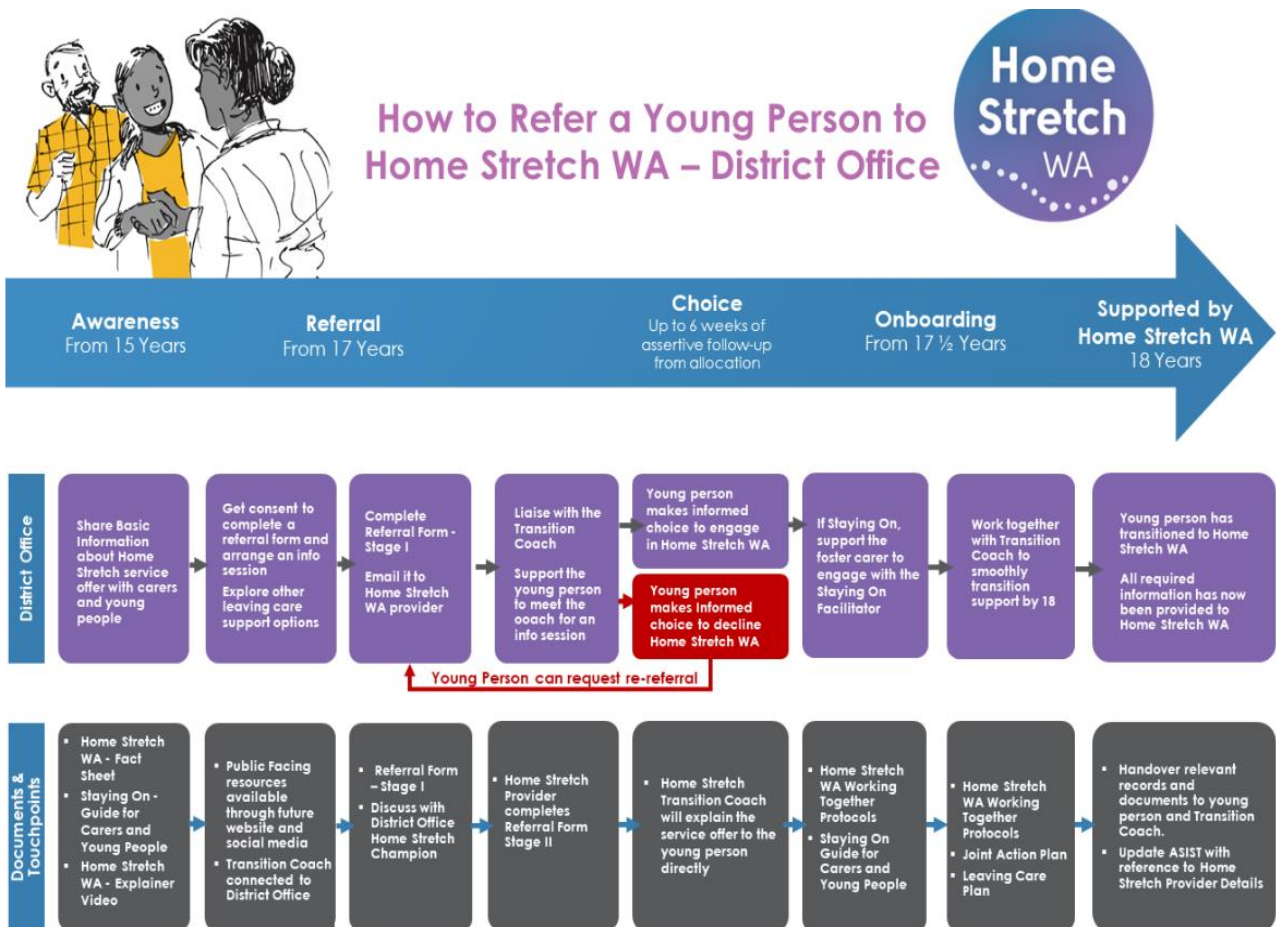 How to Refer a Young Person to
Home Stretch WA – District Office
Home
Stretch
WA
Awareness
From 15 Years
Referral
From 17 Years
Choice
Up to 6 weeks of
assertive follow-up
from allocation
Onboarding
From 17 ½ Years
Supported by
Home Stretch WA
18 Years
District Office
Share Basic
Information
about Home
Stretch service
offer with carers
and young
people
Get consent to
complete a
referral form and
arrange an info
session
Explore other
leaving care
support options
Complete
Referral Form -
Stage I
Email it to
Home Stretch
WA provider
Liaise with the
Transition
Coach
Support the
young person
to meet the
ooach for an
info session
Young person
makes informed
choice to engage
in Home Stretch WA
Young person
makes Informed
choice to decline
Home Stretch WA
If Staying On,
support the
foster carer to
engage with the
Staying On
Facilitator
Work together
with Transition
Coach to
smoothly
transition
support by 18
Young person has
transitioned to Home
Stretch WA
All required
information has now
been provided to
Home Stretch WA
Young Person can request re-referral
Documents &
Touchpoints
▪ Home Stretch
WA - Fact
Sheet
▪ Staying On -
Guide for
Carers and
Young People
▪ Home Stretch
WA - Explainer
Video
▪ Public Facing
resources
available
through future
website and
social media
▪ Transition Coach
connected to
District Office
▪ Referral Form
– Stage I
▪ Discuss with
District Office
Home Stretch
Champion
▪ Home Stretch
Provider
completes
Referral Form
Stage II
▪ Home Stretch
Transition Coach
will explain the
service offer to the
young person
directly
▪ Home Stretch
WA Working
Together
Protocols
▪ Staying On
Guide for
Carers and
Young People
▪ Home Stretch
WA Working
Together
Protocols
▪ Joint Action Plan
▪ Leaving Care
Plan
▪ Handover relevant
records and
documents to young
person and Transition
Coach.
▪ Update ASIST with
reference to Home
Stretch Provider Details